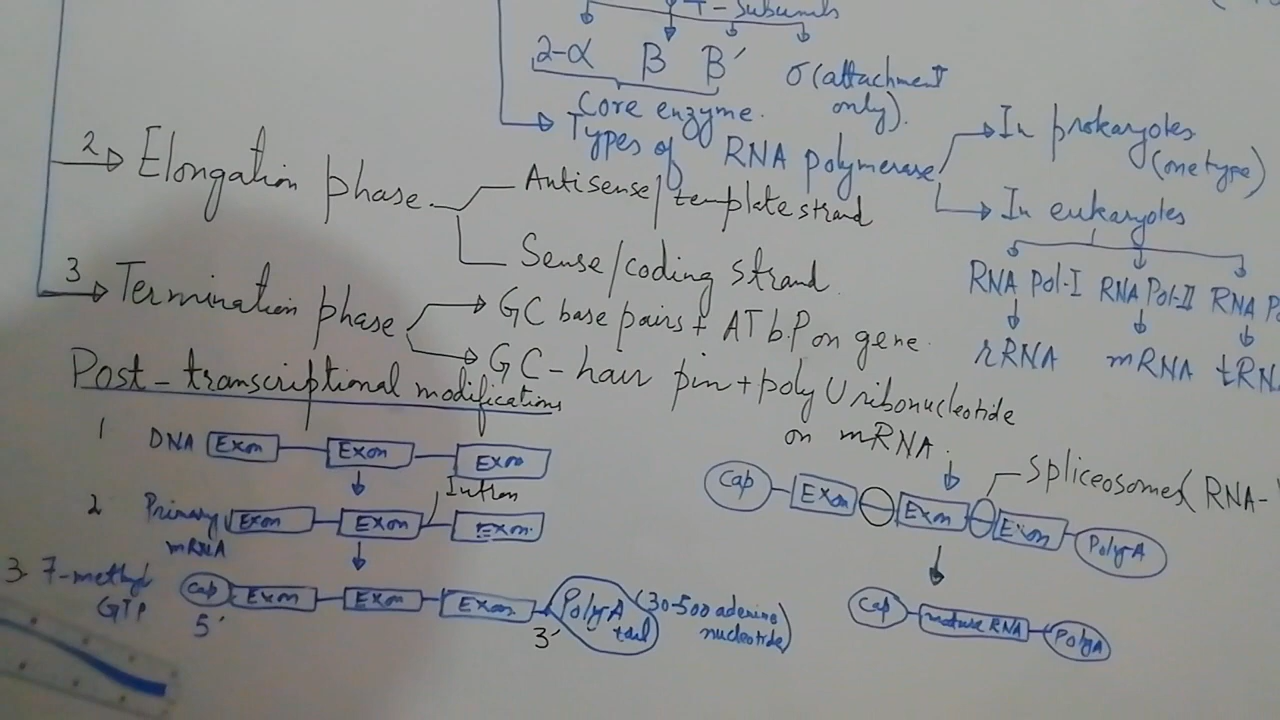 T-Subunits
2-α β β′ σ(attachment only).
Core enzyme.
Types of RNA polymerase
In prokaryotes
(one type)
In eukaryotes
RNA Pol-I RNA Pol-II RNA
rRNA mRNA
2 Elongation phase
Antisense/template strand
Sense/coding strand
3 Termination phase
GC base pairs + AT b.P on gene.
GC-hair pin + poly U ribonucleotide
on mRNA.
Post-transcriptional modifications
1 DNA Exon Exon Exon
Intron
2 Primary Exon Exon Exon.
mRNA
3. 7-methyl Cap Exon Exon Exon Poly A tail (30-500 adenine
GTP 5′ 3′ nucleotide)
Spliceosomes( RNA-
Cap Exon Exon Exon Poly-A
Cap mature RNA Poly A